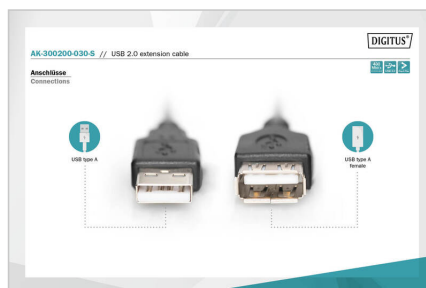 DIGITUS®
AK-300200-030-S // USB 2.0 extension cable
Anschlüsse
Connections
USB type A
USB type A
female